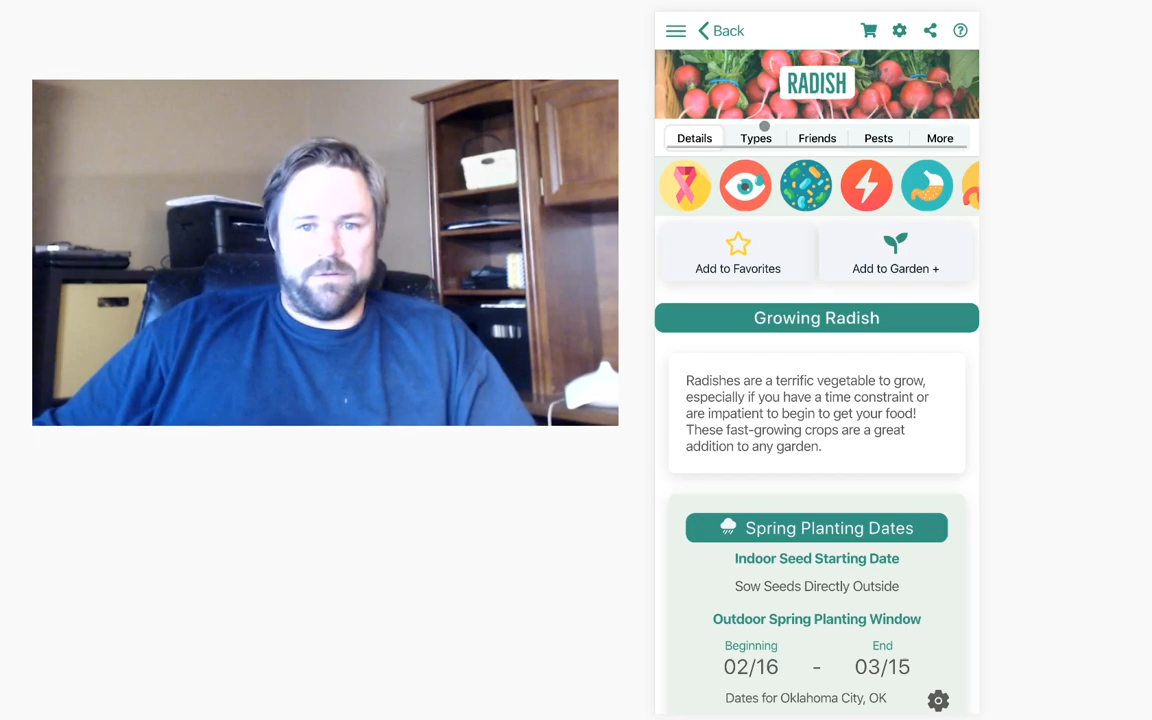 Back
RADISH
Details Types Friends Pests More
Add to Favorites Add to Garden +
Growing Radish
Radishes are a terrific vegetable to grow,
especially if you have a time constraint or
are impatient to begin to get your food!
These fast-growing crops are a great
addition to any garden.
Spring Planting Dates
Indoor Seed Starting Date
Sow Seeds Directly Outside
Outdoor Spring Planting Window
Beginning End
02/16 - 03/15
Dates for Oklahoma City, OK